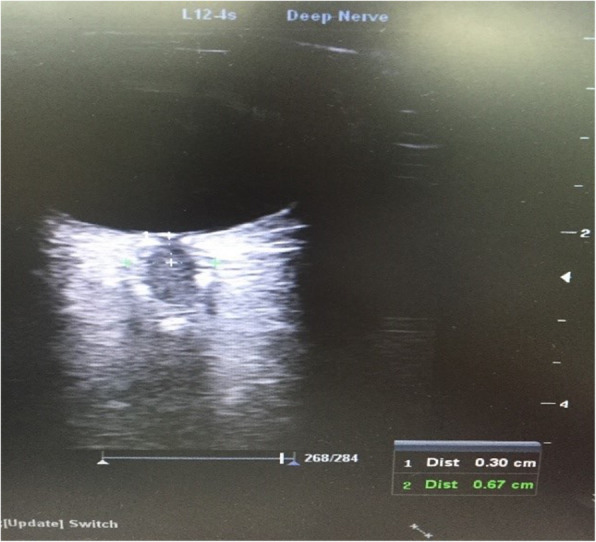 L12-4s Deep Nerve
2
4
268/284
1 Dist 0.30 cm
2 Dist 0.67 cm
[Update] Switch